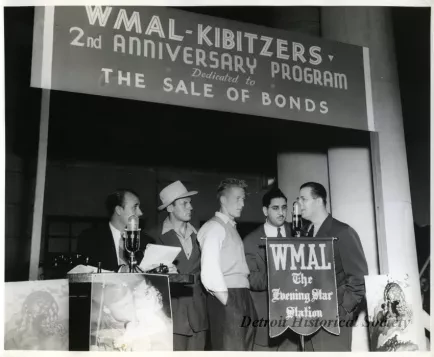 WMAL-KIBITZERS
2nd ANNIVERSARY PROGRAM
Dedicated to
THE SALE OF BONDS
WMAL
The
Evening Star
Station
Detroit Historical Society